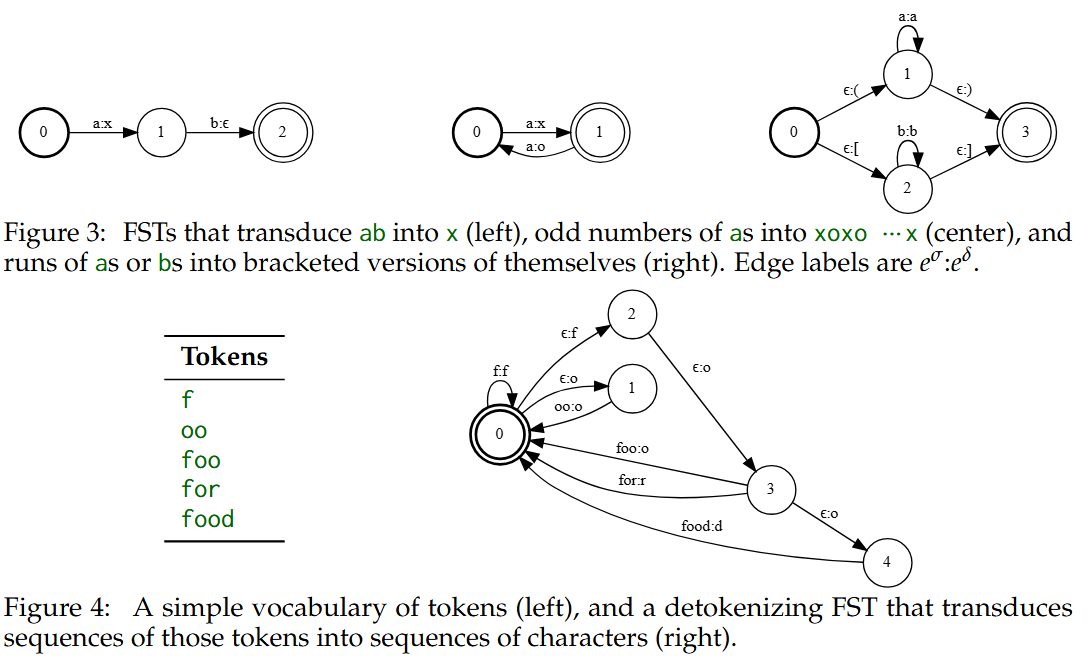 0
a:x
1
b:ϵ
2
0
a:x
a:o
1
a:a
1
ϵ:(
ϵ:)
0
b:b
3
ϵ:[
ϵ:]
2
Figure 3: FSTs that transduce ab into x (left), odd numbers of as into xoxo ⋯x (center), and
runs of as or bs into bracketed versions of themselves (right). Edge labels are e^σ:e^δ.
Tokens
f
oo
foo
for
food
2
ϵ:f
f:f
ϵ:o
ϵ:o
1
oo:o
0
foo:o
for:r
3
ϵ:o
food:d
4
Figure 4: A simple vocabulary of tokens (left), and a detokenizing FST that transduces
sequences of those tokens into sequences of characters (right).